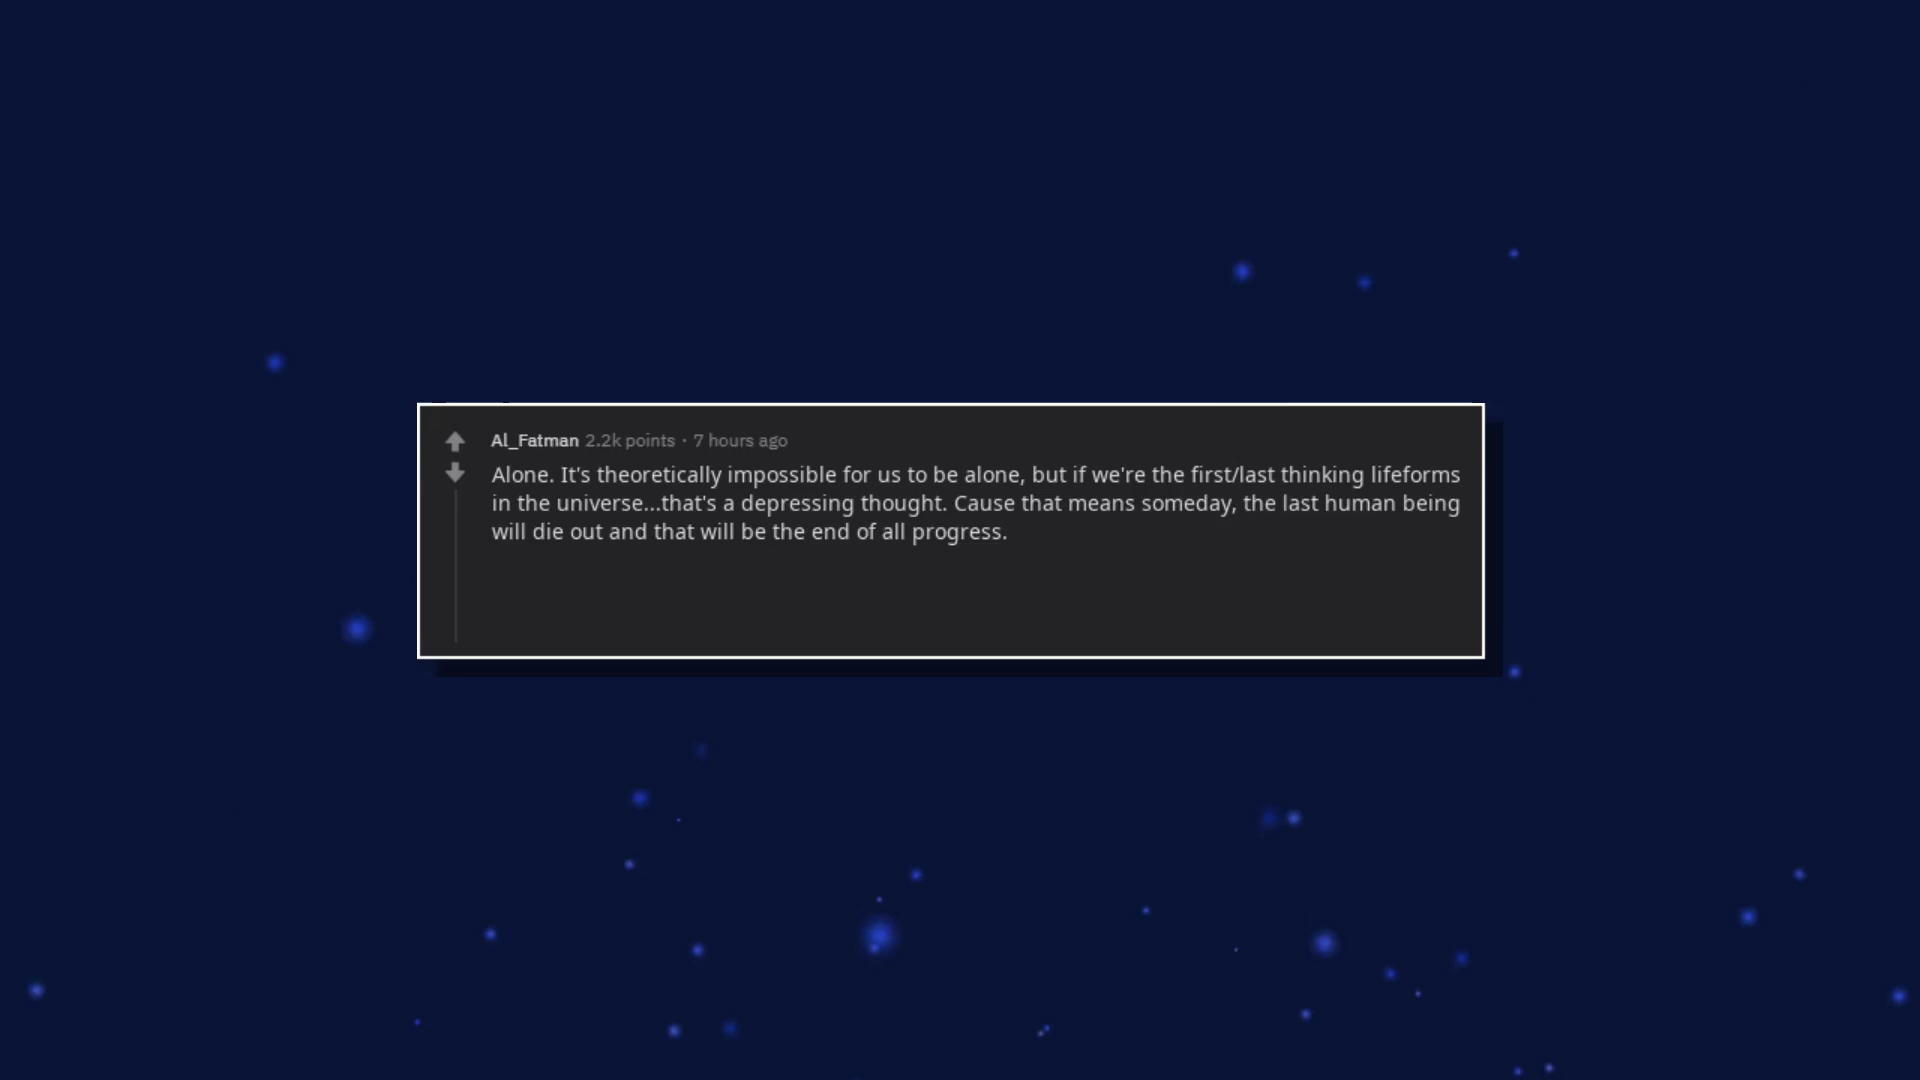 Al_Fatman 2.2k points · 7 hours ago
Alone. It's theoretically impossible for us to be alone, but if we're the first/last thinking lifeforms
in the universe...that's a depressing thought. Cause that means someday, the last human being
will die out and that will be the end of all progress.